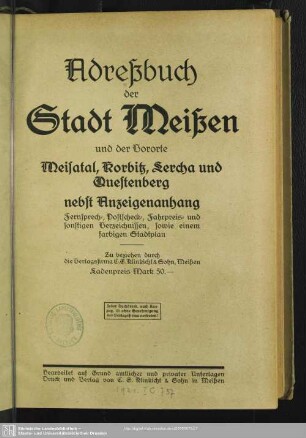 Adreßbuch
der
Stadt Meißen
und der Vororte
Meisatal, Korbitz, Lercha und
Questenberg
nebst Anzeigenanhang
Fernsprech-, Postscheck-, Fahrpreis- und
sonstigen Verzeichnissen, sowie einem
farbigen Stadtplan
Zu beziehen durch
die Verlagsfirma C. E. Klinkicht & Sohn, Meißen
Ladenpreis Mark 50.—
Bearbeitet auf Grund amtlicher und privater Unterlagen
Druck und Verlag von C. E. Klinkicht & Sohn in Meißen